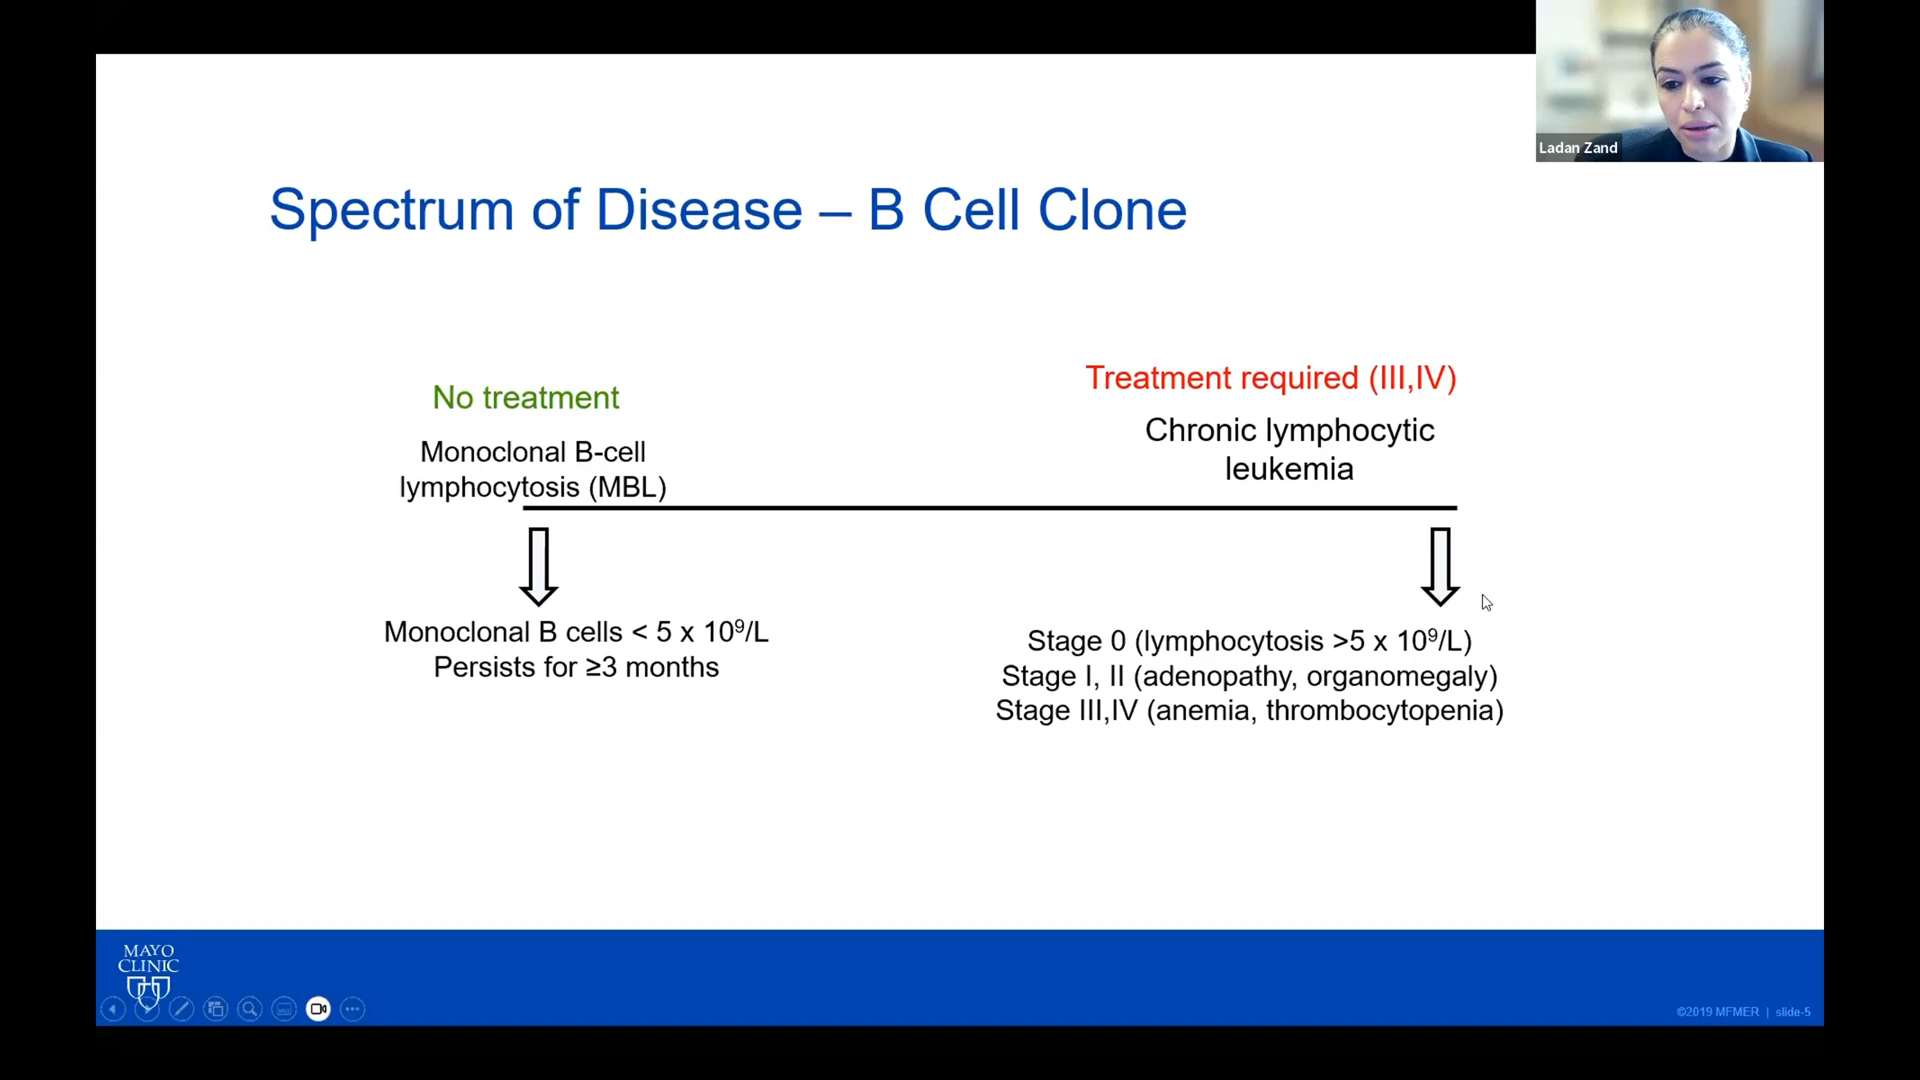 Ladan Zand
Spectrum of Disease – B Cell Clone
No treatment
Monoclonal B-cell
lymphocytosis (MBL)
Treatment required (III,IV)
Chronic lymphocytic
leukemia
Monoclonal B cells < 5 x 10⁹/L
Persists for ≥3 months
Stage 0 (lymphocytosis >5 x 10⁹/L)
Stage I, II (adenopathy, organomegaly)
Stage III,IV (anemia, thrombocytopenia)
MAYO
CLINIC
©2019 MFMER | slide-5